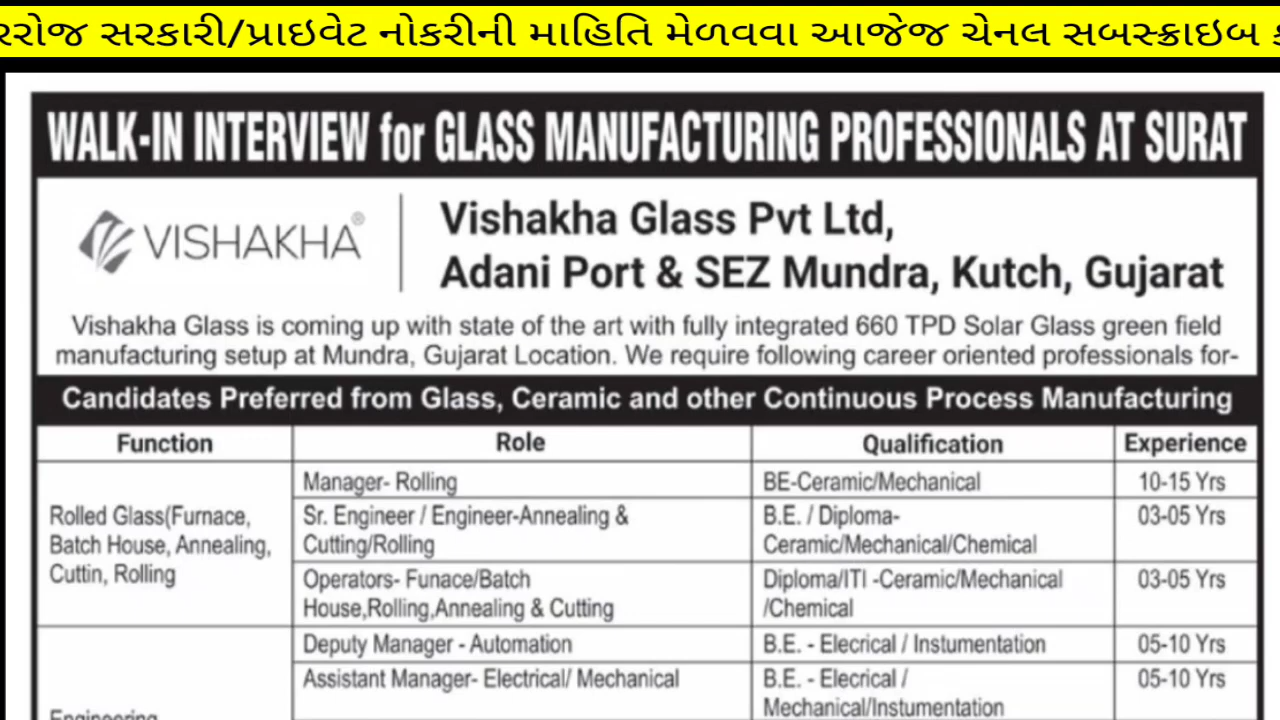 સરકારી/પ્રાઇવેટ નોકરીની માહિતિ મેળવવા આજેજ ચેનલ સબસ્ક્રાઇબ
WALK-IN INTERVIEW for GLASS MANUFACTURING PROFESSIONALS AT SURAT
VISHAKHA®
Vishakha Glass Pvt Ltd,
Adani Port & SEZ Mundra, Kutch, Gujarat
Vishakha Glass is coming up with state of the art with fully integrated 660 TPD Solar Glass green field
manufacturing setup at Mundra, Gujarat Location. We require following career oriented professionals for-
Candidates Preferred from Glass, Ceramic and other Continuous Process Manufacturing
Function Role Qualification Experience
Rolled Glass(Furnace,
Batch House, Annealing,
Cuttin, Rolling
Manager- Rolling BE-Ceramic/Mechanical 10-15 Yrs
Sr. Engineer / Engineer-Annealing &
Cutting/Rolling
B.E. / Diploma-
Ceramic/Mechanical/Chemical
03-05 Yrs
Operators- Funace/Batch
House,Rolling,Annealing & Cutting
Diploma/ITI -Ceramic/Mechanical
/Chemical
03-05 Yrs
Engineering
Deputy Manager - Automation B.E. - Elecrical / Instumentation 05-10 Yrs
Assistant Manager- Electrical/ Mechanical
B.E. - Elecrical /
Mechanical/Instumentation
05-10 Yrs